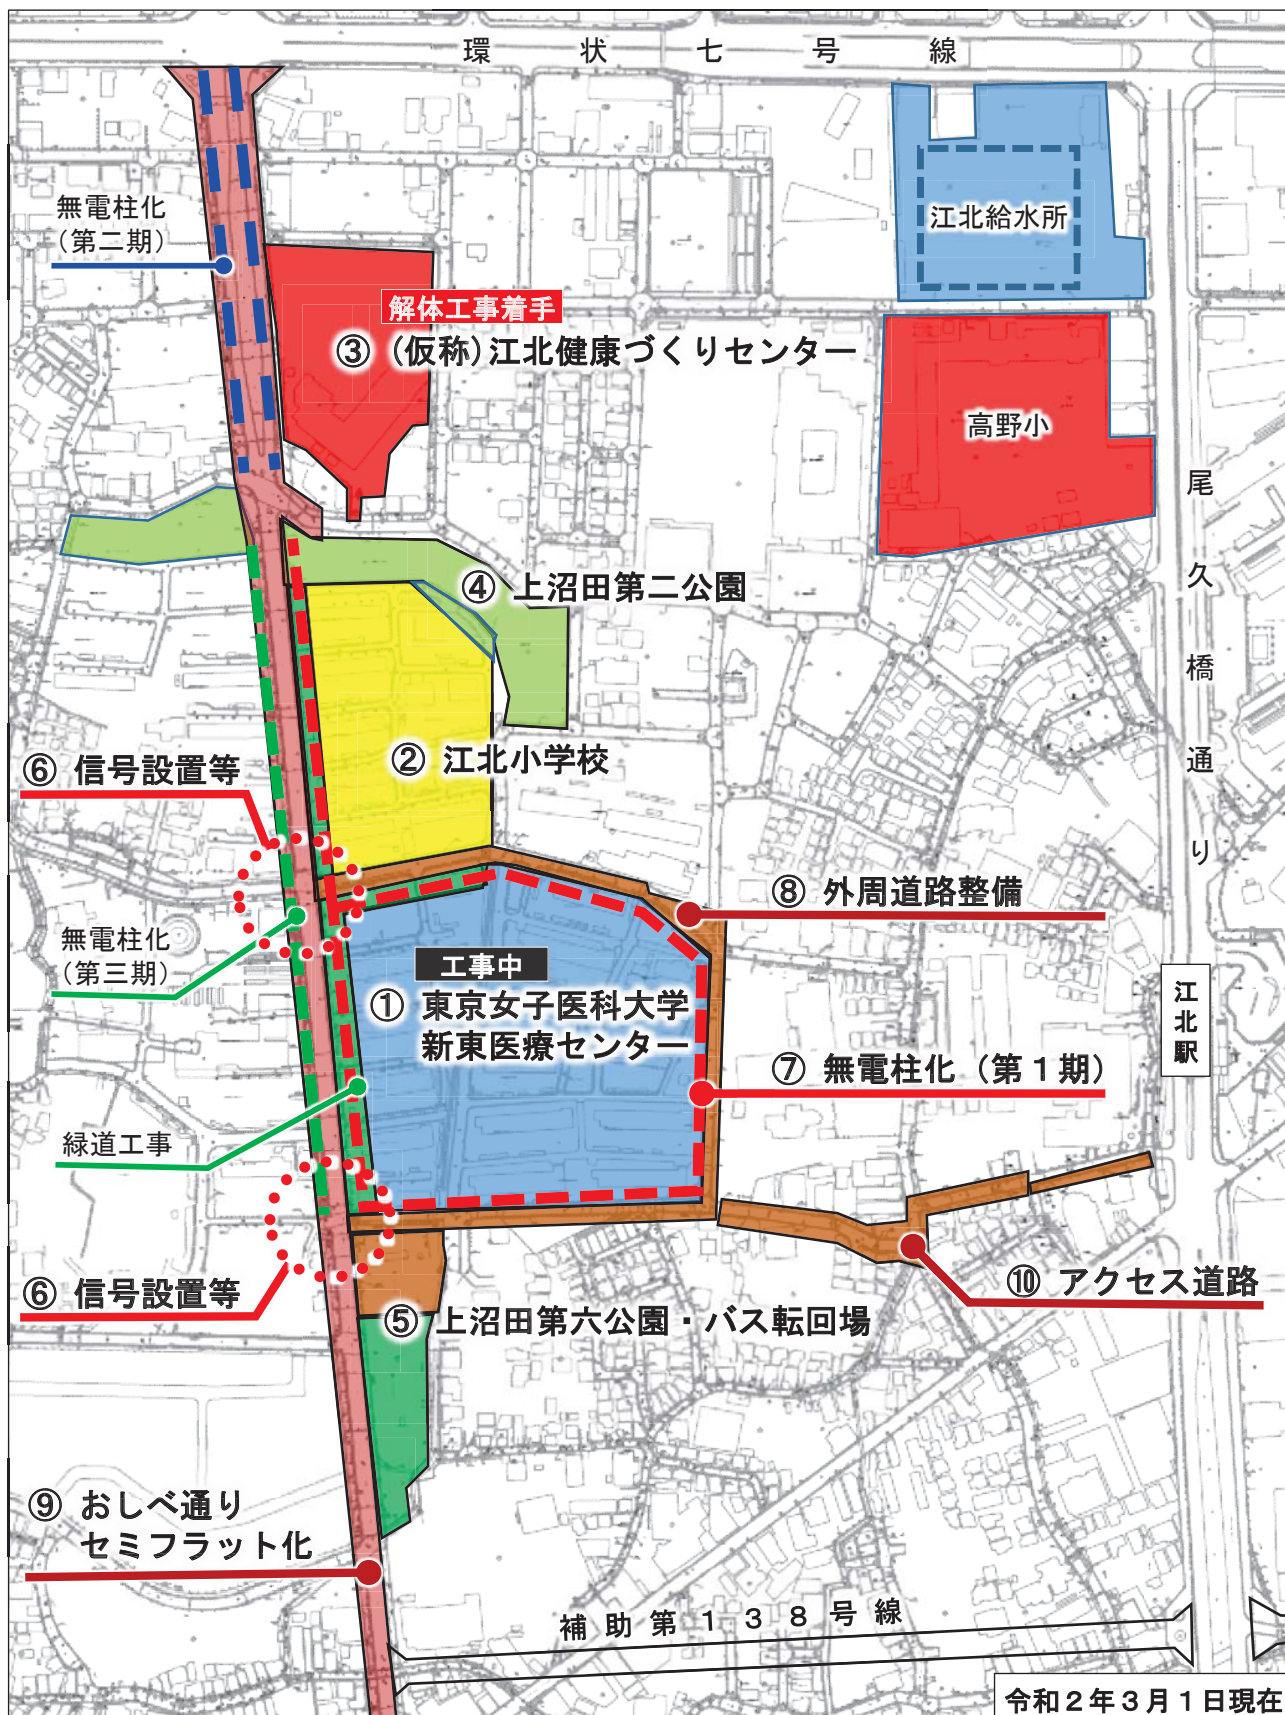 環状七号線
無電柱化
（第二期）
江北給水所
解体工事着手
③ (仮称)江北健康づくりセンター
高野小
尾久橋通り
④ 上沼田第二公園
② 江北小学校
⑥ 信号設置等
⑧ 外周道路整備
無電柱化
（第三期）
工事中
① 東京女子医科大学
新東医療センター
江北駅
⑦ 無電柱化（第１期）
緑道工事
⑥ 信号設置等
⑩ アクセス道路
⑤ 上沼田第六公園・バス転回場
⑨ おしべ通り
セミフラット化
補助第１３８号線
令和２年３月１日現在